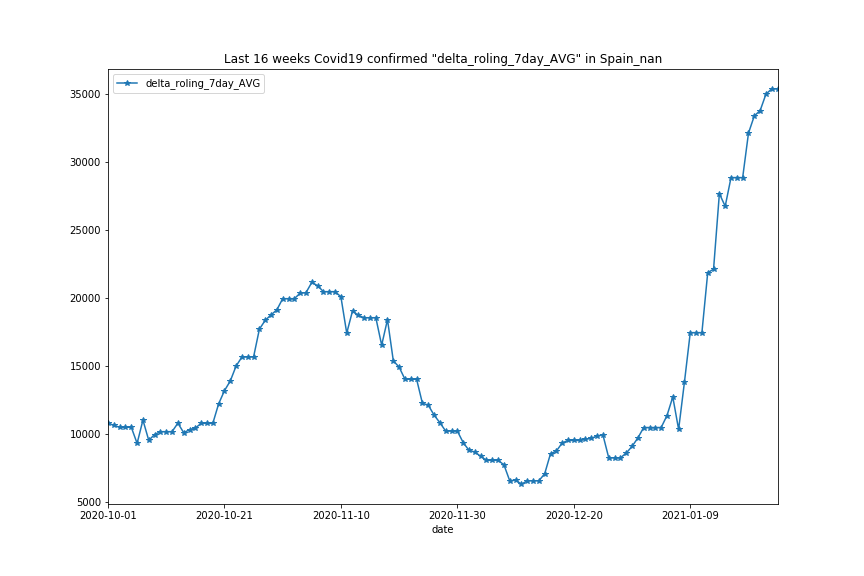 Last 16 weeks Covid19 confirmed "delta_roling_7day_AVG" in Spain_nan
delta_roling_7day_AVG
35000
30000
25000
20000
15000
10000
5000
2020-10-01 2020-10-21 2020-11-10 2020-11-30 2020-12-20 2021-01-09
date